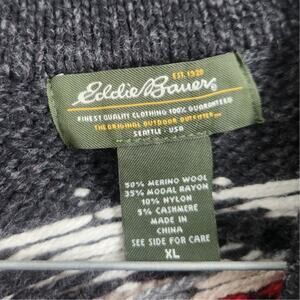 EST. 1920
Eddie Bauer
FINEST QUALITY CLOTHING 100% GUARANTEED
THE ORIGINAL OUTDOOR OUTFITTER
SEATTLE · USA
50% MERINO WOOL
35% MODAL RAYON
10% NYLON
5% CASHMERE
MADE IN
CHINA
SEE SIDE FOR CARE
XL